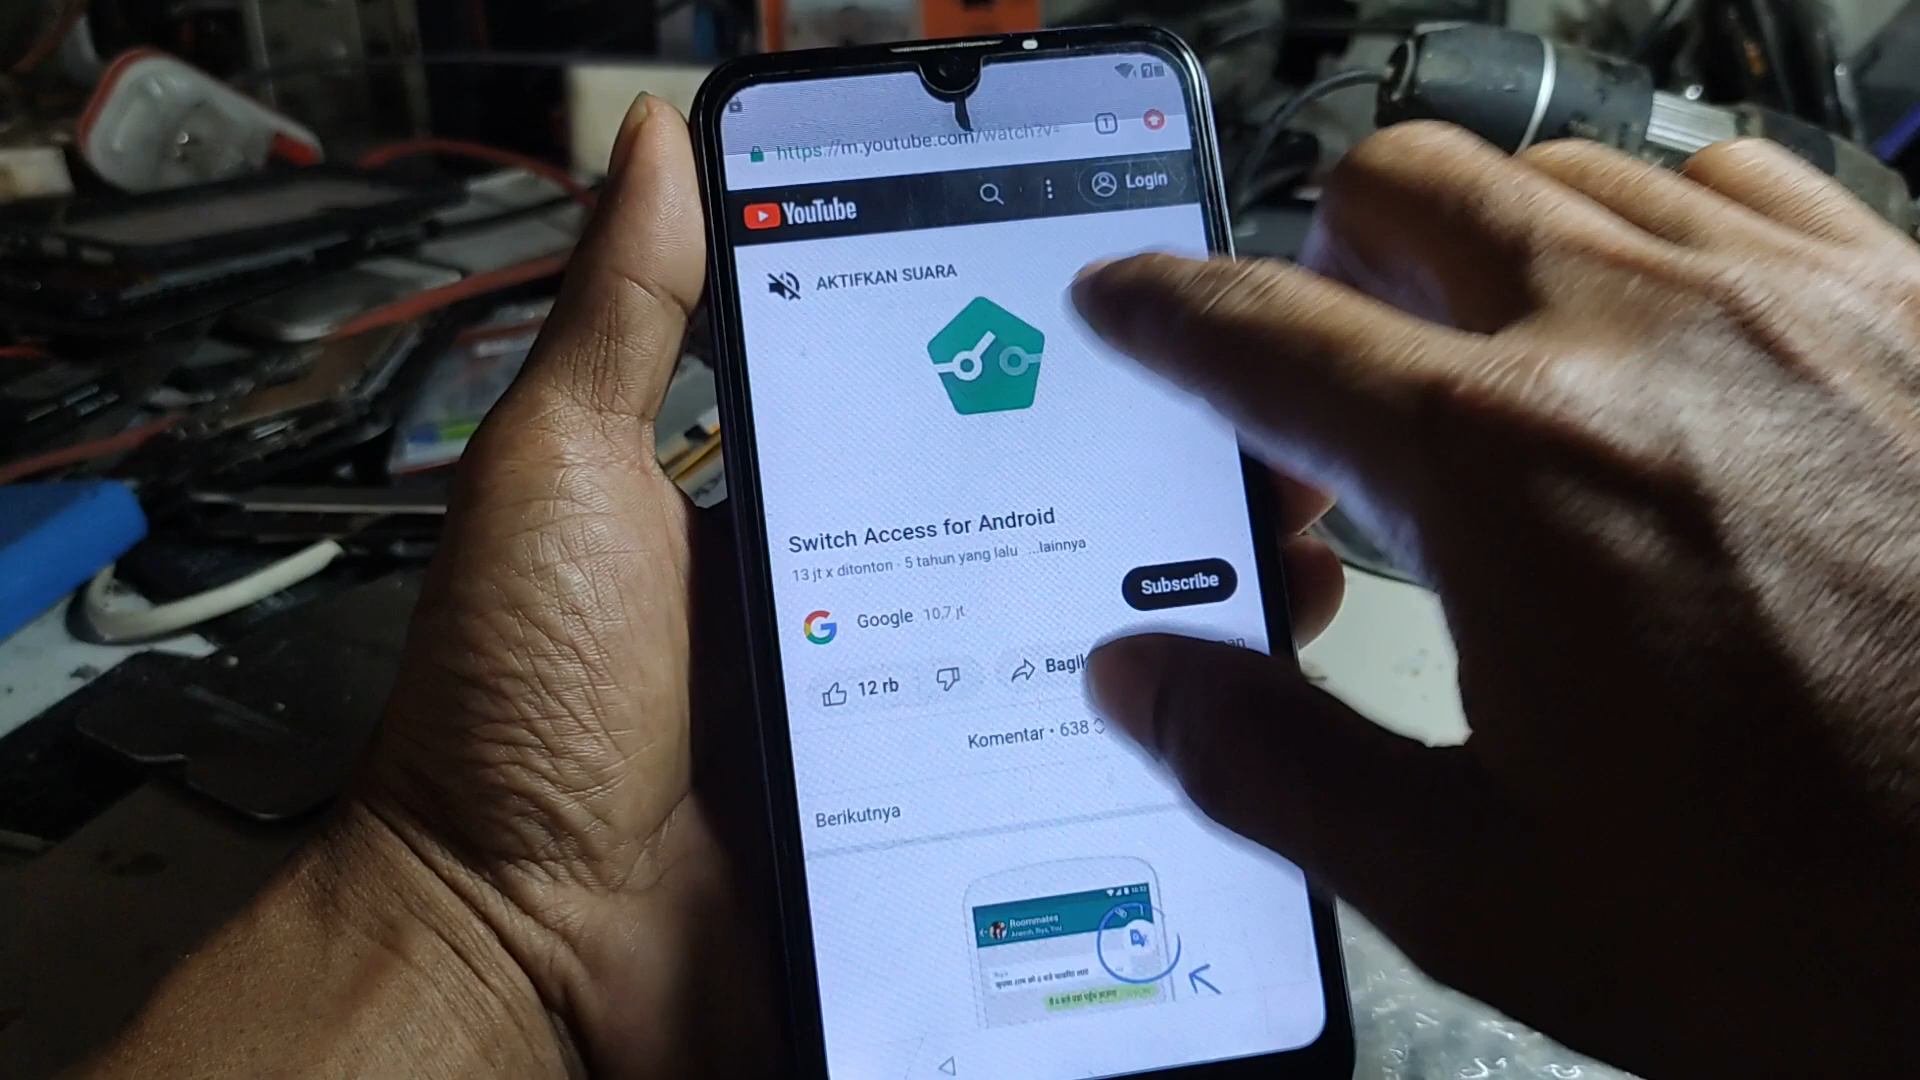 https://m.youtube.com/watch?v=
1
YouTube
Login
AKTIFKAN SUARA
Switch Access for Android
13 jt x ditonton · 5 tahun yang lalu ...lainnya
Google 10,7 jt
Subscribe
12 rb
Komentar • 638
Berikutnya
Roommates